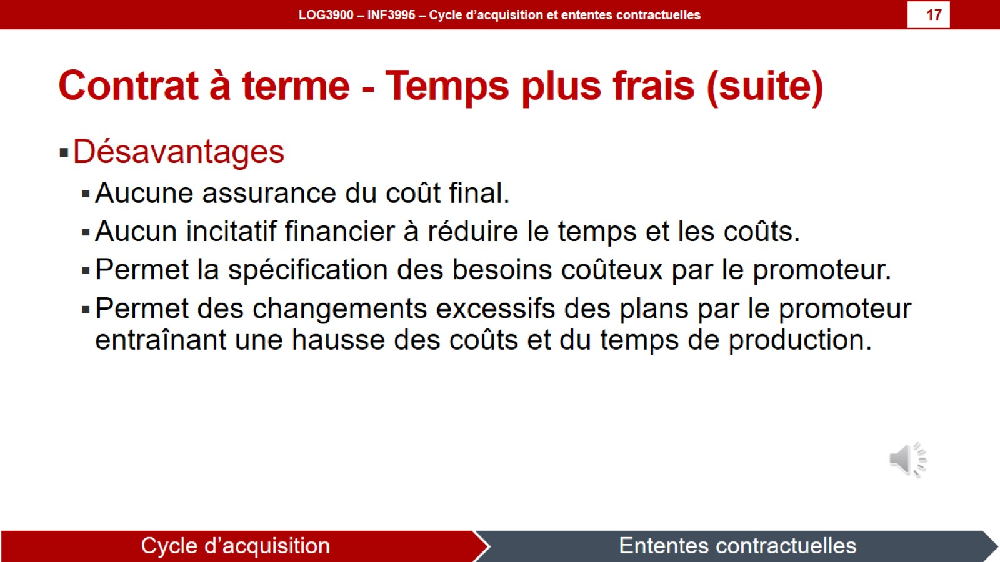 LOG3900 – INF3995 – Cycle d’acquisition et ententes contractuelles
17
Contrat à terme - Temps plus frais (suite)
▪Désavantages
▪Aucune assurance du coût final.
▪Aucun incitatif financier à réduire le temps et les coûts.
▪Permet la spécification des besoins coûteux par le promoteur.
▪Permet des changements excessifs des plans par le promoteur
entraînant une hausse des coûts et du temps de production.
Cycle d’acquisition
Ententes contractuelles